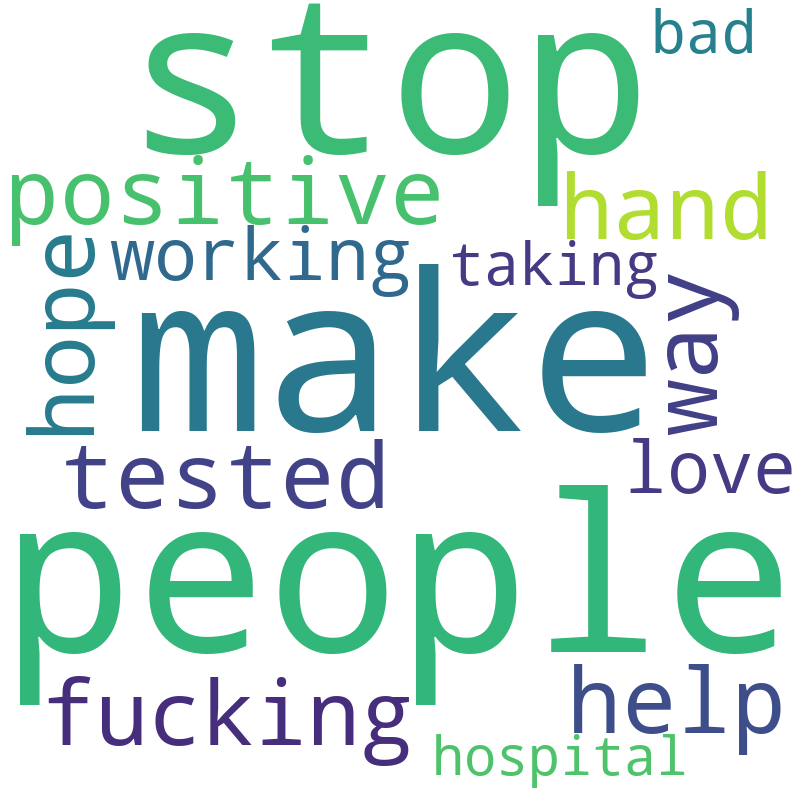 stop
bad
positive
hand
working
taking
hope
make
way
tested
love
people
fucking
help
hospital